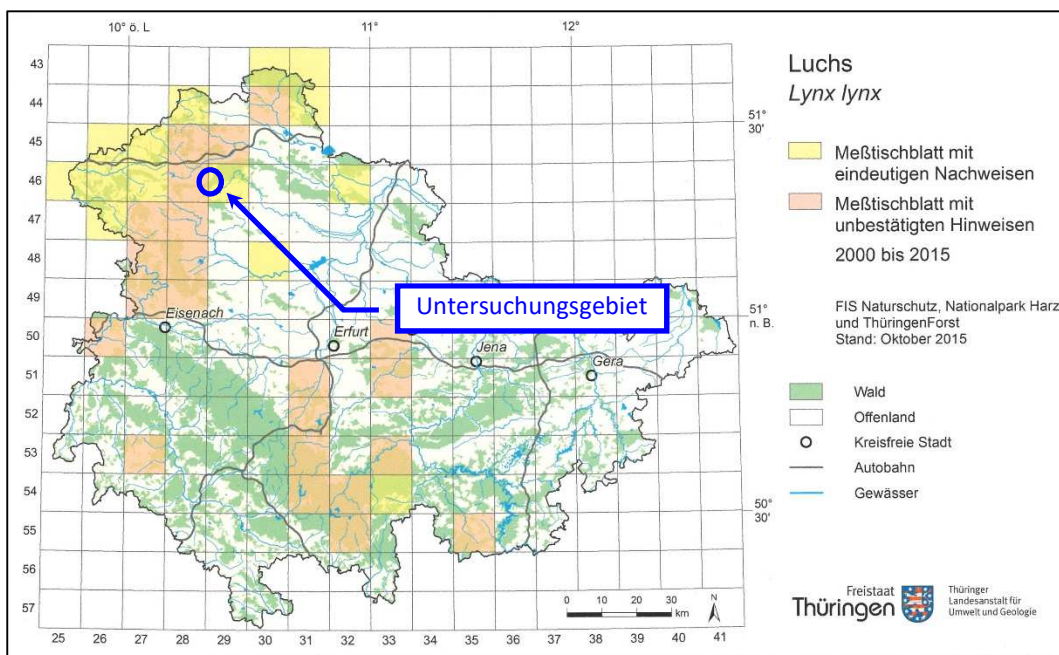 10° ö. L
11°
12°
43
44
45
46
47
48
49
50
51
52
53
54
55
56
57
51°
30'
51°
n. B.
50°
30'
Untersuchungsgebiet
Eisenach
Erfurt
Jena
Gera
0 10 20 30
km
N
25 26 27 28 29 30 31 32 33 34 35 36 37 38 39 40 41
Luchs
Lynx lynx
Meßtischblatt mit
eindeutigen Nachweisen
Meßtischblatt mit
unbestätigten Hinweisen
2000 bis 2015
FIS Naturschutz, Nationalpark Harz
und ThüringenForst
Stand: Oktober 2015
Wald
Offenland
Kreisfreie Stadt
Autobahn
Gewässer
Freistaat
Thüringen
Thüringer
Landesanstalt für
Umwelt und Geologie